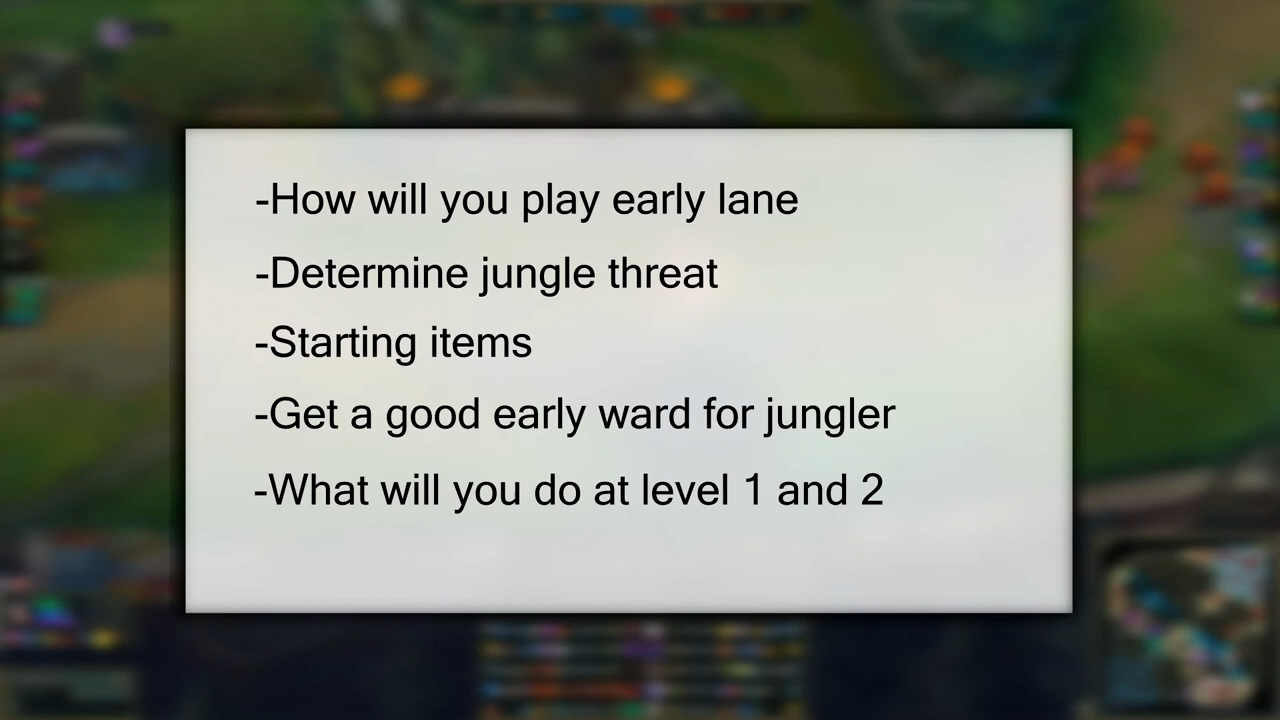 -How will you play early lane
-Determine jungle threat
-Starting items
-Get a good early ward for jungler
-What will you do at level 1 and 2